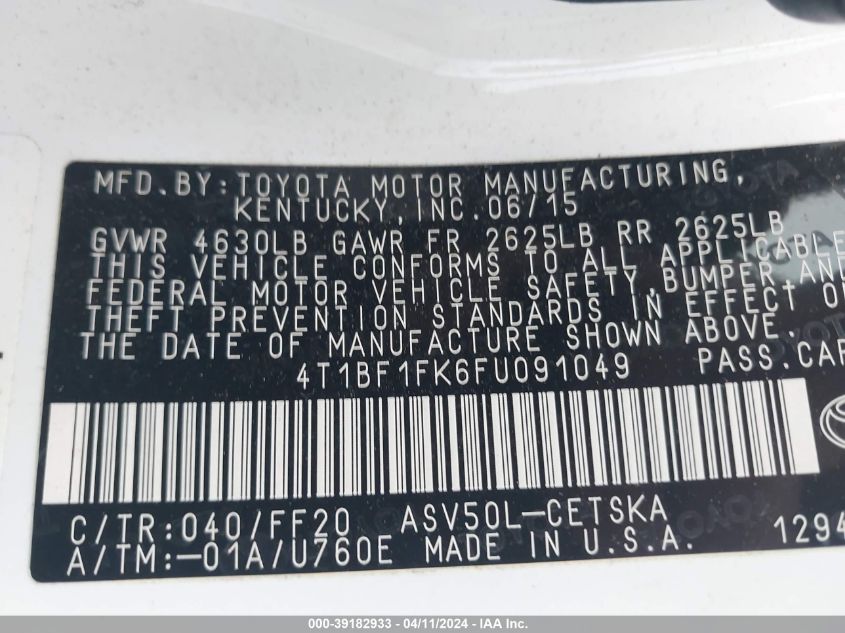 MFD.BY:TOYOTA MOTOR MANUFACTURING,
KENTUCKY,INC.06/15
GVWR 4630LB GAWR FR 2625LB RR 2625LB
THIS VEHICLE CONFORMS TO ALL APPLICABLE
FEDERAL MOTOR VEHICLE SAFETY,BUMPER AND
THEFT PREVENTION STANDARDS IN EFFECT ON
THE DATE OF MANUFACTURE SHOWN ABOVE.
4T1BF1FK6FU091049 PASS.CAR
C/TR:040/FF20 ASV50L-CETSKA
A/TM:-01A/U760E MADE IN U.S.A. 1294
000-39182933 - 04/11/2024 - IAA Inc.